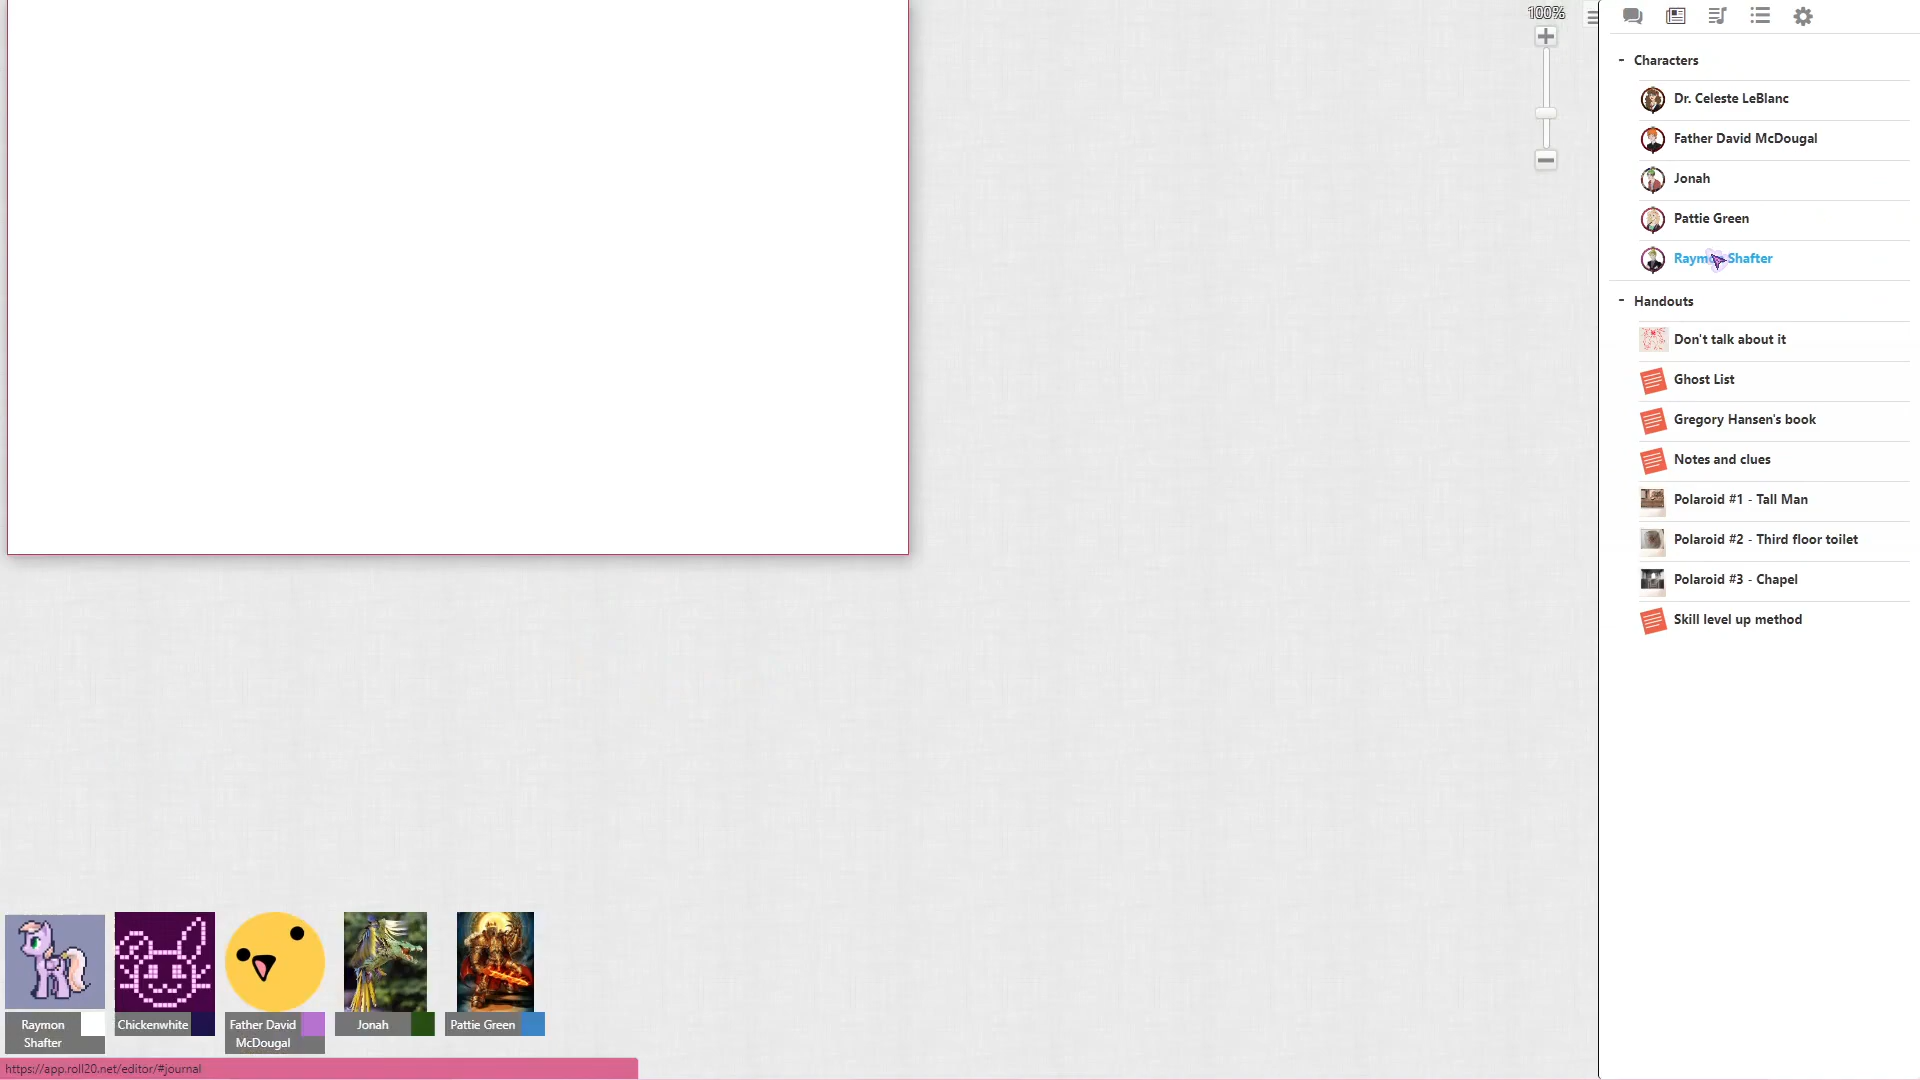 100%
Characters
Dr. Celeste LeBlanc
Father David McDougal
Jonah
Pattie Green
Raymon Shafter
Handouts
Don't talk about it
Ghost List
Gregory Hansen's book
Notes and clues
Polaroid #1 - Tall Man
Polaroid #2 - Third floor toilet
Polaroid #3 - Chapel
Skill level up method
Raymon
Shafter
Chickenwhite
Father David
McDougal
Jonah
Pattie Green
https://app.roll20.net/editor/#journal